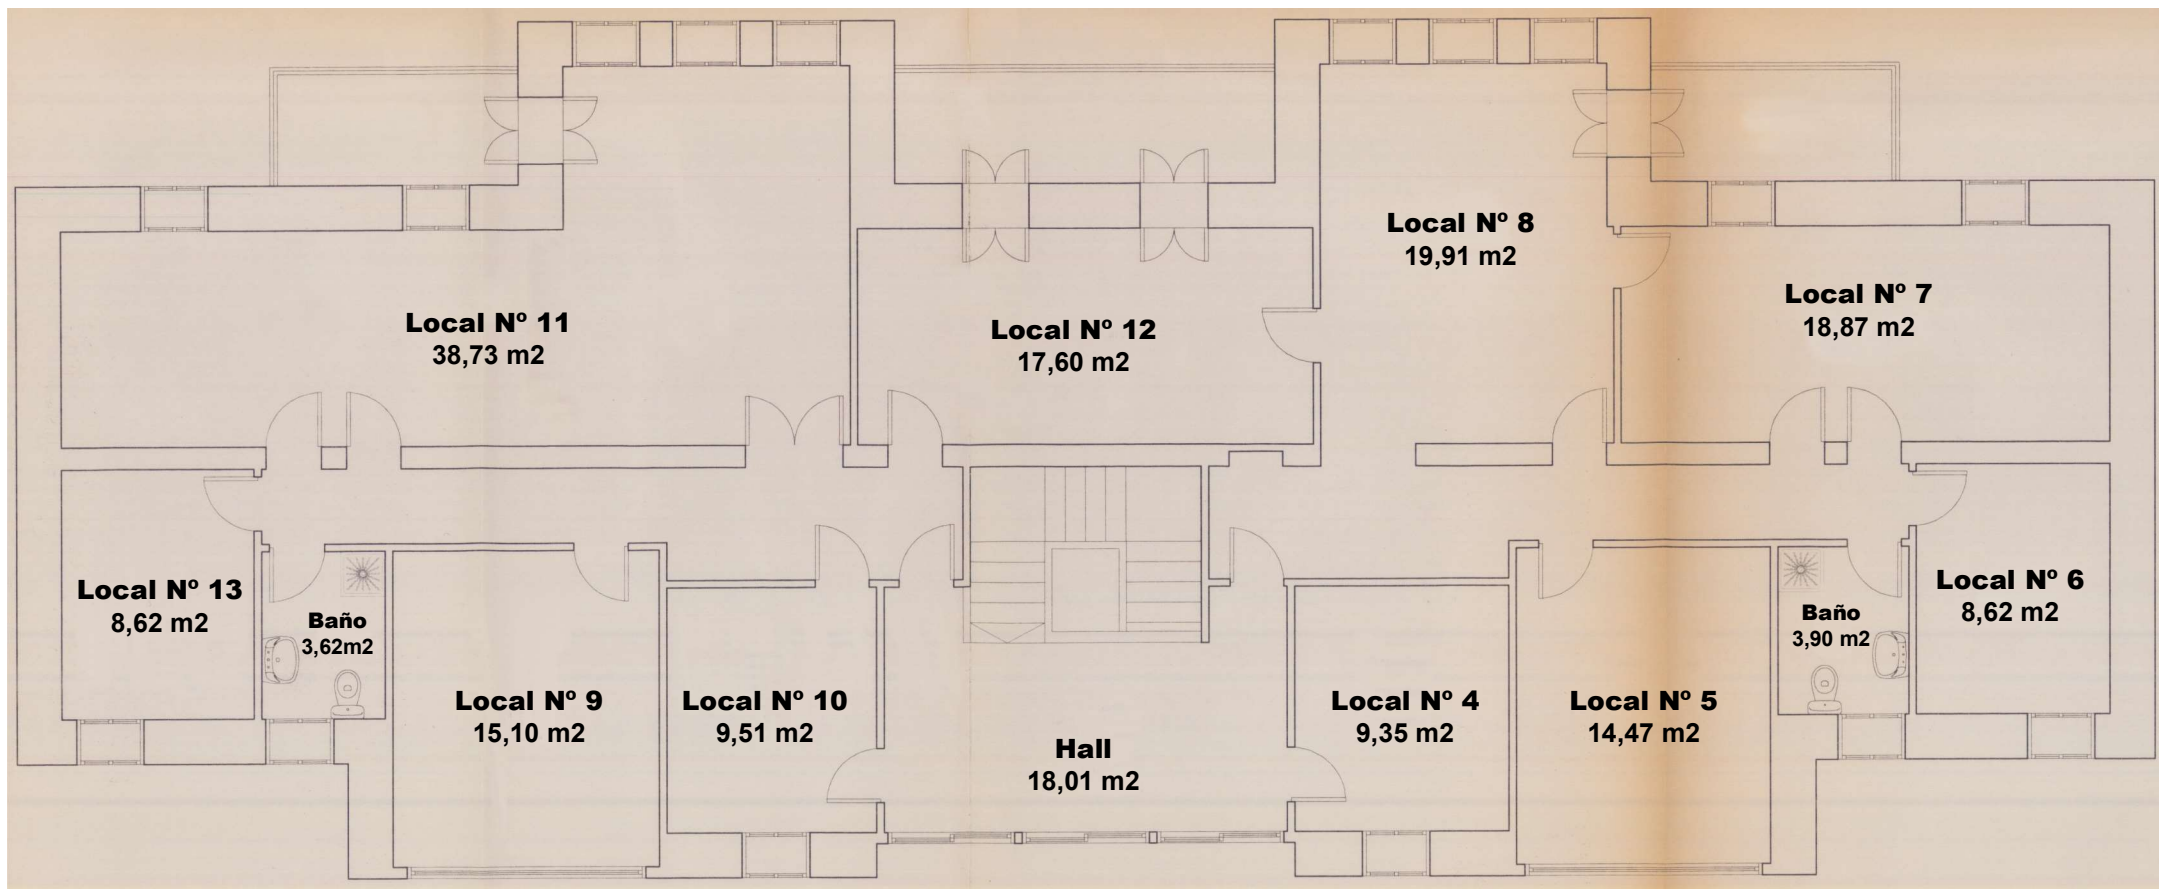 Local Nº 8
19,91 m2
Local Nº 7
18,87 m2
Local Nº 11
38,73 m2
Local Nº 12
17,60 m2
Local Nº 13
8,62 m2
Baño
3,62m2
Local Nº 6
8,62 m2
Baño
3,90 m2
Local Nº 9
15,10 m2
Local Nº 10
9,51 m2
Local Nº 4
9,35 m2
Local Nº 5
14,47 m2
Hall
18,01 m2